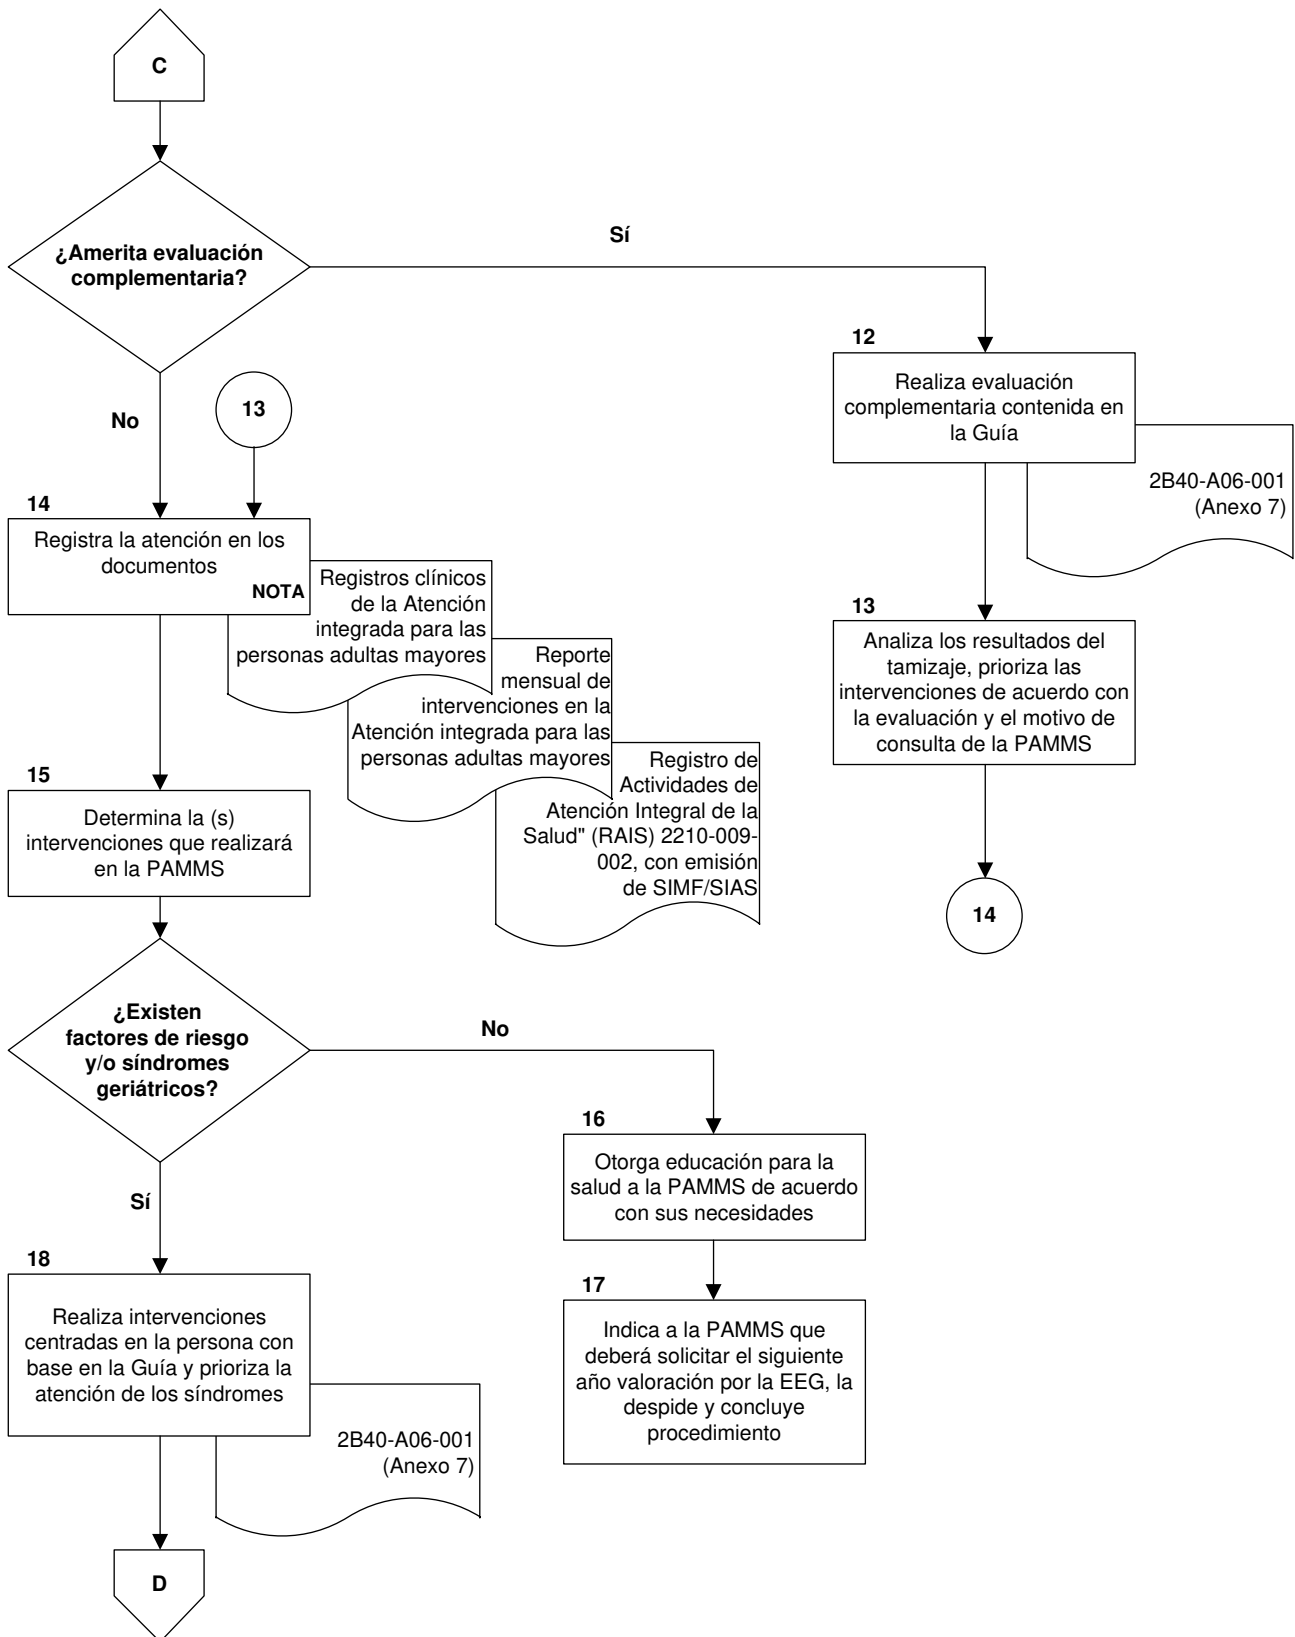 C
¿Amerita evaluación
complementaria?
Sí
No
12
Realiza evaluación
complementaria contenida en
la Guía
2B40-A06-001
(Anexo 7)
13
Analiza los resultados del
tamizaje, prioriza las
intervenciones de acuerdo con
la evaluación y el motivo de
consulta de la PAMMS
14
13
14
Registra la atención en los
documentos
NOTA
Registros clínicos
de la Atención
integrada para las
personas adultas mayores
Reporte
mensual de
intervenciones en la
Atención integrada para las
personas adultas mayores
Registro de
Actividades de
Atención Integral de la
Salud" (RAIS) 2210-009-
002, con emisión
de SIMF/SIAS
15
Determina la (s)
intervenciones que realizará
en la PAMMS
¿Existen
factores de riesgo
y/o síndromes
geriátricos?
No
Sí
16
Otorga educación para la
salud a la PAMMS de acuerdo
con sus necesidades
17
Indica a la PAMMS que
deberá solicitar el siguiente
año valoración por la EEG, la
despide y concluye
procedimiento
18
Realiza intervenciones
centradas en la persona con
base en la Guía y prioriza la
atención de los síndromes
2B40-A06-001
(Anexo 7)
D